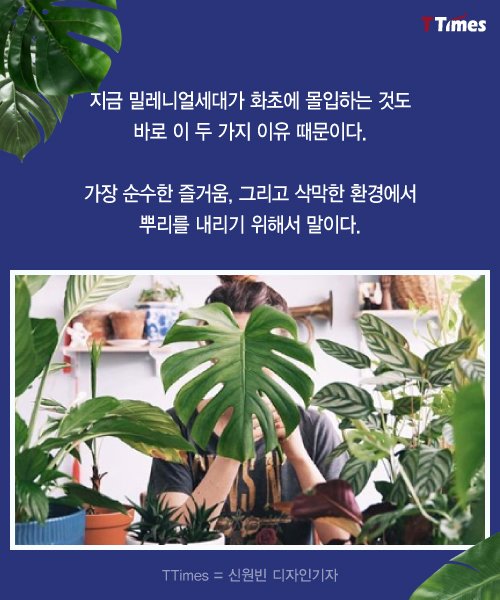 TTimes
지금 밀레니얼세대가 화초에 몰입하는 것도
바로 이 두 가지 이유 때문이다.
가장 순수한 즐거움, 그리고 삭막한 환경에서
뿌리를 내리기 위해서 말이다.
TTimes = 신원빈 디자인기자